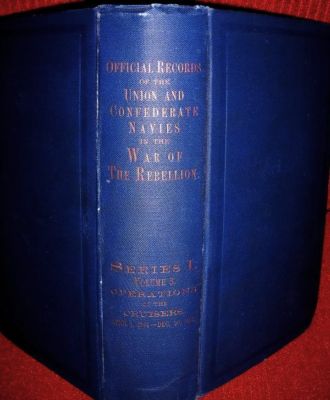 OFFICIAL RECORDS
OF THE
UNION AND
CONFEDERATE
NAVIES
IN THE
WAR OF
THE REBELLION.
SERIES I.
VOLUME 3.
OPERATIONS
OF THE
CRUISERS